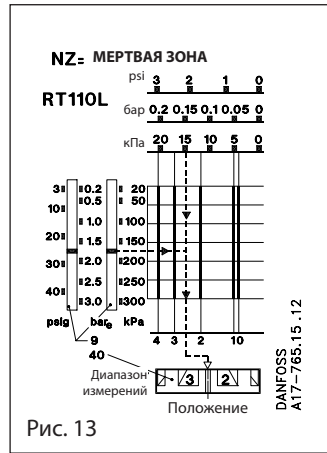 NZ= МЕРТВАЯ ЗОНА
psi 3 2 1 0
RT110L
бар 0.2 0.15 0.1 0.05 0
кПа 20 15 10 5 0
3 0.2 20
0.5 50
10 1.0 100
20 1.5 150
2.0 200
30 2.5 250
40 3.0 300
psig bare kPa
4 3 2 10
9
40
Диапазон измерений
3 2
Положение
DANFOSS
A17-765.15.12
Рис. 13